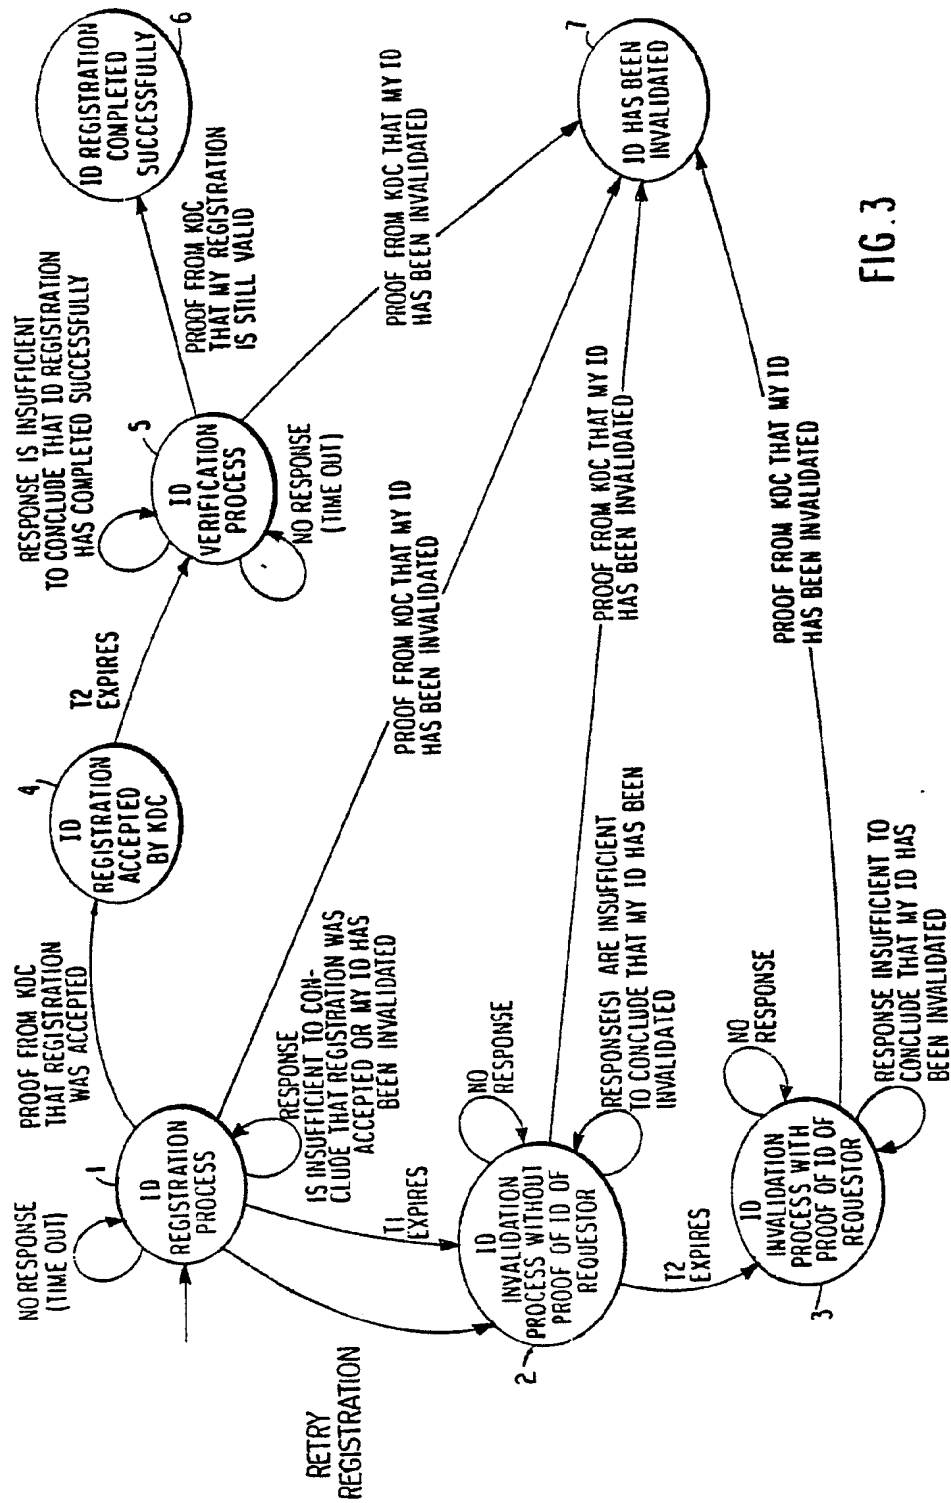 NO RESPONSE
(TIME OUT)
1
ID
REGISTRATION
PROCESS
PROOF FROM KDC
THAT REGISTRATION
WAS ACCEPTED
4
ID
REGISTRATION
ACCEPTED
BY KDC
T2
EXPIRES
RESPONSE IS INSUFFICIENT
TO CONCLUDE THAT ID REGISTRATION
HAS COMPLETED SUCCESSFULLY
5
ID
VERIFICATION
PROCESS
NO RESPONSE
(TIME OUT)
PROOF FROM KDC
THAT MY REGISTRATION
IS STILL VALID
6
ID REGISTRATION
COMPLETED
SUCCESSFULLY
PROOF FROM KDC THAT MY ID
HAS BEEN INVALIDATED
RESPONSE
IS INSUFFICIENT TO CON-
CLUDE THAT REGISTRATION WAS
ACCEPTED OR MY ID HAS
BEEN INVALIDATED
PROOF FROM KDC THAT MY ID
HAS BEEN INVALIDATED
7
ID HAS BEEN
INVALIDATED
RETRY
REGISTRATION
T1
EXPIRES
2
ID
INVALIDATION
PROCESS WITHOUT
PROOF OF ID OF
REQUESTOR
NO
RESPONSE
RESPONSE(S) ARE INSUFFICIENT
TO CONCLUDE THAT MY ID HAS BEEN
INVALIDATED
PROOF FROM KDC THAT MY ID
HAS BEEN INVALIDATED
T2
EXPIRES
3
ID
INVALIDATION
PROCESS WITH
PROOF OF ID OF
REQUESTOR
NO
RESPONSE
RESPONSE INSUFFICIENT TO
CONCLUDE THAT MY ID HAS
BEEN INVALIDATED
PROOF FROM KDC THAT MY ID
HAS BEEN INVALIDATED
FIG. 3